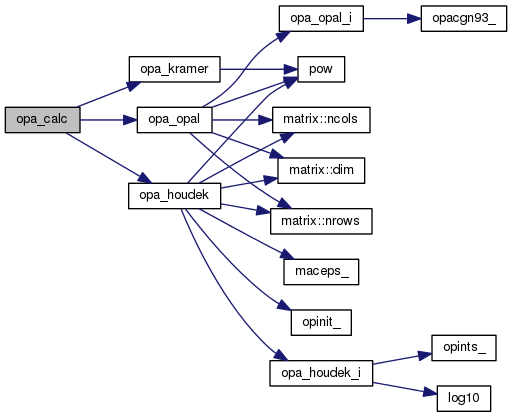 opa_opal_i
opacgn93_
opa_kramer
pow
opa_calc
opa_opal
matrix::ncols
matrix::dim
opa_houdek
matrix::nrows
maceps_
opinit_
opints_
opa_houdek_i
log10